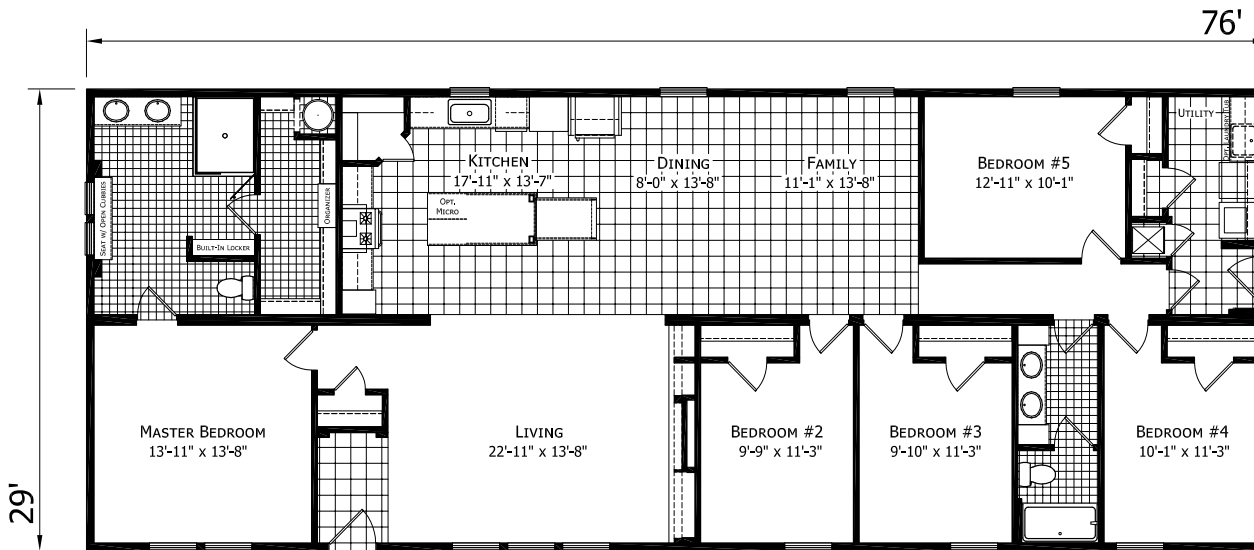 76'
29'
KITCHEN
17'-11" x 13'-7"
DINING
8'-0" x 13'-8"
FAMILY
11'-1" x 13'-8"
BEDROOM #5
12'-11" x 10'-1"
UTILITY
OPT. LAUNDRY TUB
OPT.
MICRO
SEAT W/ OPEN CUBBIES
BUILT-IN LOCKER
ORGANIZER
MASTER BEDROOM
13'-11" x 13'-8"
LIVING
22'-11" x 13'-8"
BEDROOM #2
9'-9" x 11'-3"
BEDROOM #3
9'-10" x 11'-3"
BEDROOM #4
10'-1" x 11'-3"